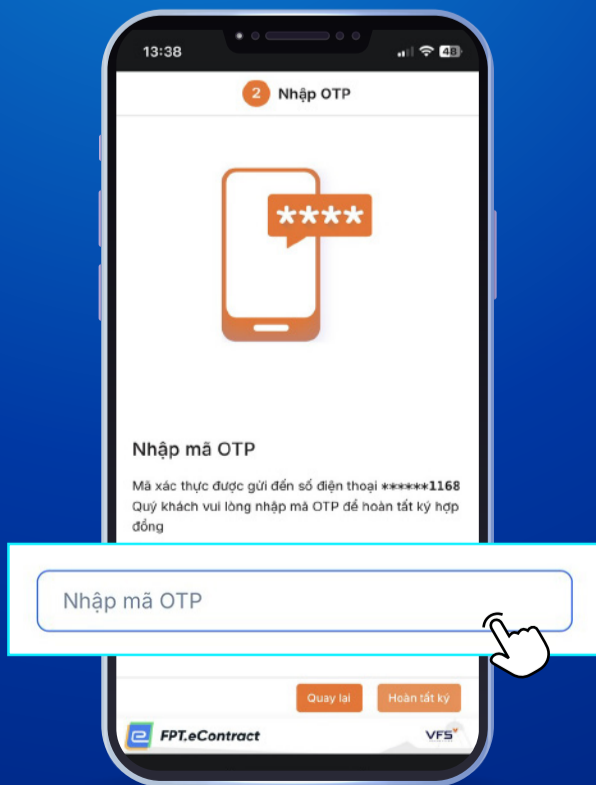 13:38
48
2 Nhập OTP
****
Nhập mã OTP
Mã xác thực được gửi đến số điện thoại ******1168
Quý khách vui lòng nhập mã OTP để hoàn tất ký hợp
đồng
Nhập mã OTP
Quay lại
Hoàn tất ký
FPT.eContract
VFS